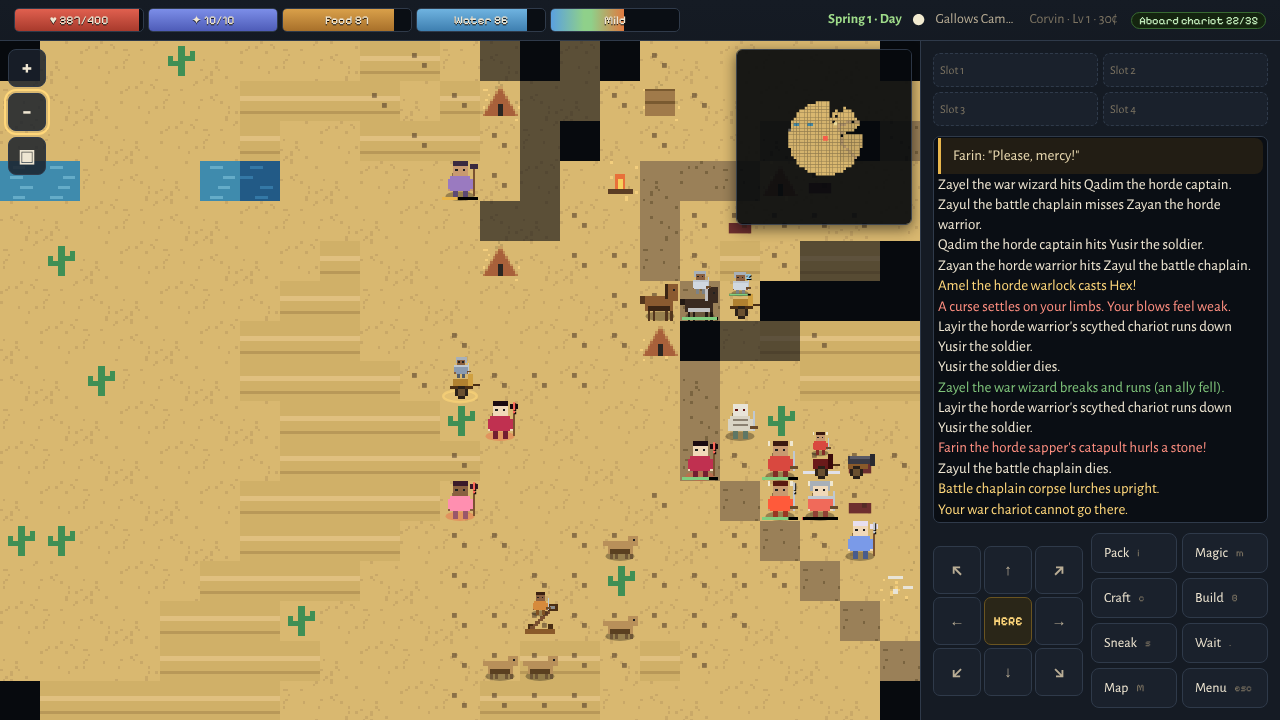 ♥ 387/400
✦ 10/10
Food 87
Water 86
Mild
Spring 1 · Day
Gallows Cam…
Corvin · Lv 1 · 30¢
Aboard chariot 22/35
+
-
Slot 1
Slot 2
Slot 3
Slot 4
Farin: "Please, mercy!"
Zayel the war wizard hits Qadim the horde captain.
Zayul the battle chaplain misses Zayan the horde
warrior.
Qadim the horde captain hits Yusir the soldier.
Zayan the horde warrior hits Zayul the battle chaplain.
Amel the horde warlock casts Hex!
A curse settles on your limbs. Your blows feel weak.
Layir the horde warrior's scythed chariot runs down
Yusir the soldier.
Yusir the soldier dies.
Zayel the war wizard breaks and runs (an ally fell).
Layir the horde warrior's scythed chariot runs down
Yusir the soldier.
Farin the horde sapper's catapult hurls a stone!
Zayul the battle chaplain dies.
Battle chaplain corpse lurches upright.
Your war chariot cannot go there.
↖ ↑ ↗
← HERE →
↙ ↓ ↘
Pack i
Magic m
Craft c
Build B
Sneak s
Wait .
Map M
Menu esc